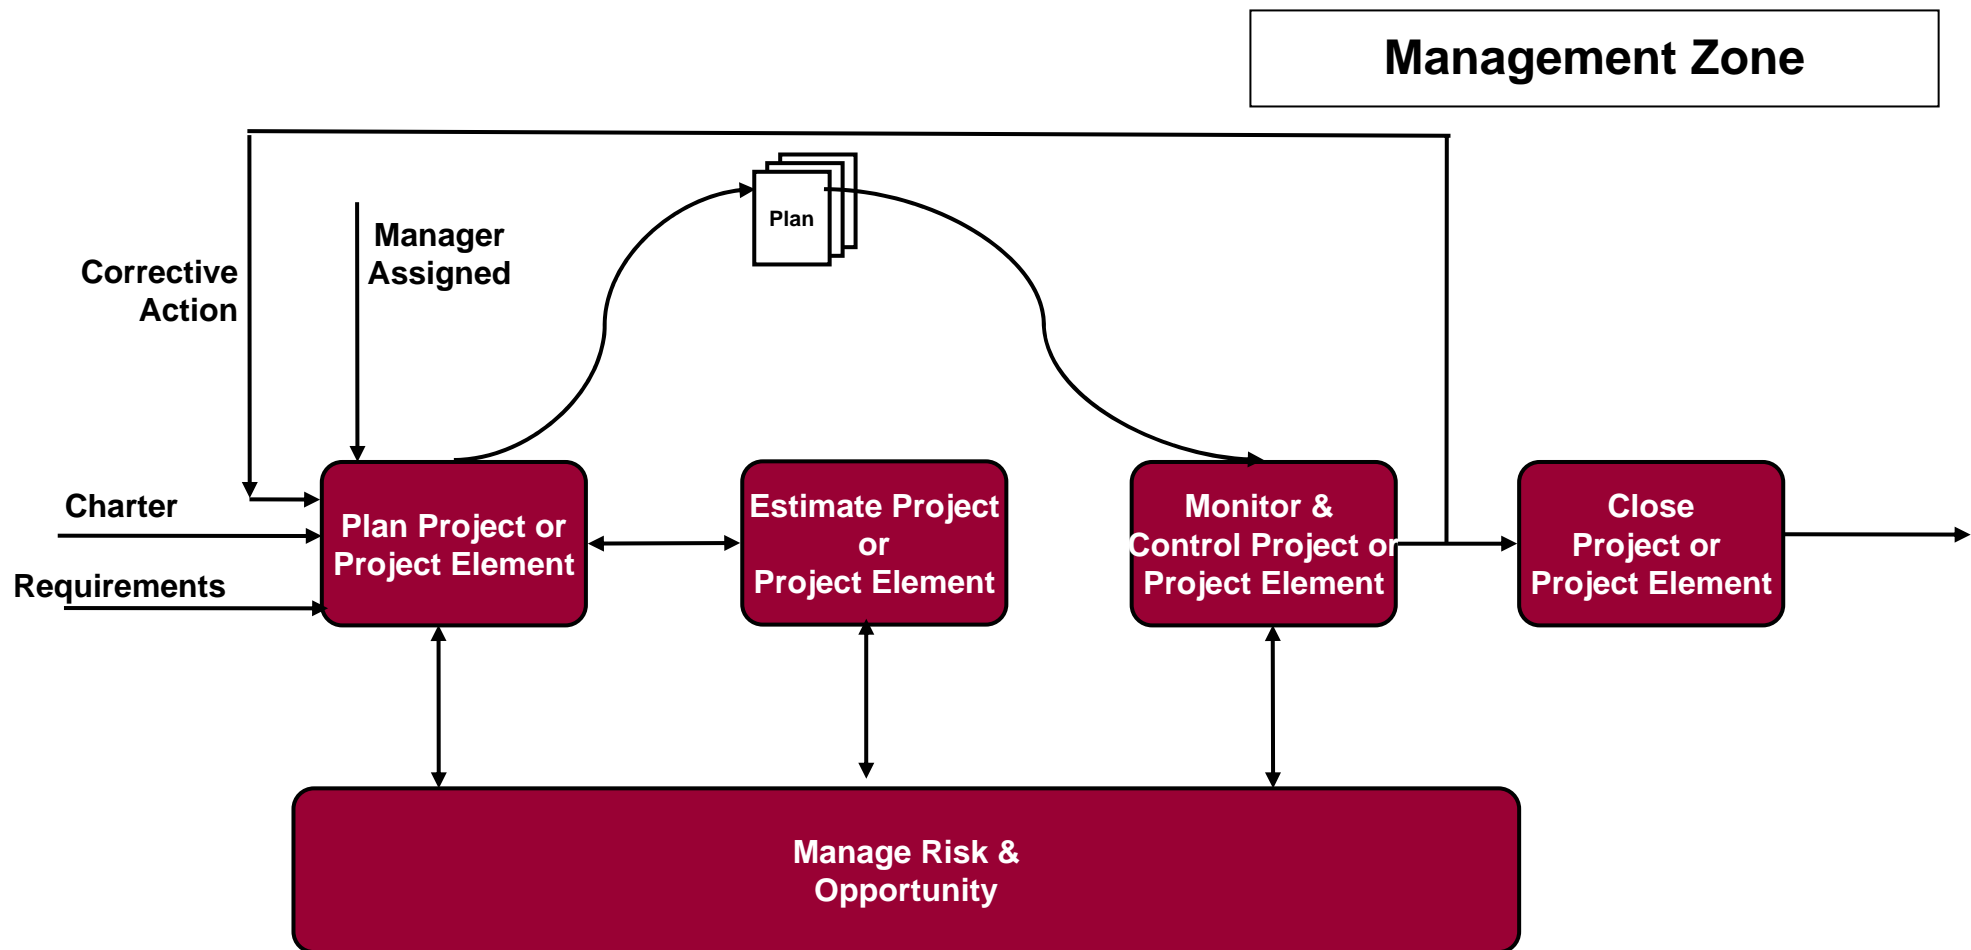 Management Zone
Plan
Manager
Assigned
Corrective
Action
Charter
Requirements
Plan Project or
Project Element
Estimate Project
or
Project Element
Monitor &
Control Project or
Project Element
Close
Project or
Project Element
Manage Risk &
Opportunity